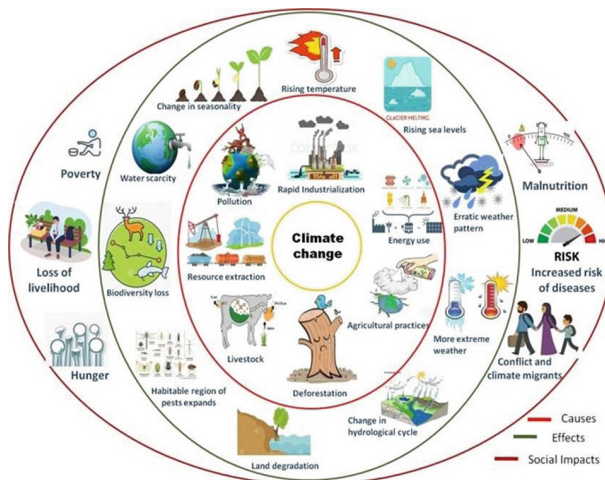 Rising temperature
Change in seasonality
GLACIER MELTING
Rising sea levels
Poverty
Water scarcity
Pollution
Rapid Industrialization
Malnutrition
Erratic weather
pattern
Climate
change
Energy use
LOW
MEDIUM
RISK
Increased risk
of diseases
Loss of
livelihood
Biodiversity loss
Resource extraction
Agricultural practices
More extreme
weather
Livestock
Conflict and
climate migrants
Hunger
Habitable region of
pests expands
Deforestation
Change in
hydrological cycle
Land degradation
Causes
Effects
Social Impacts